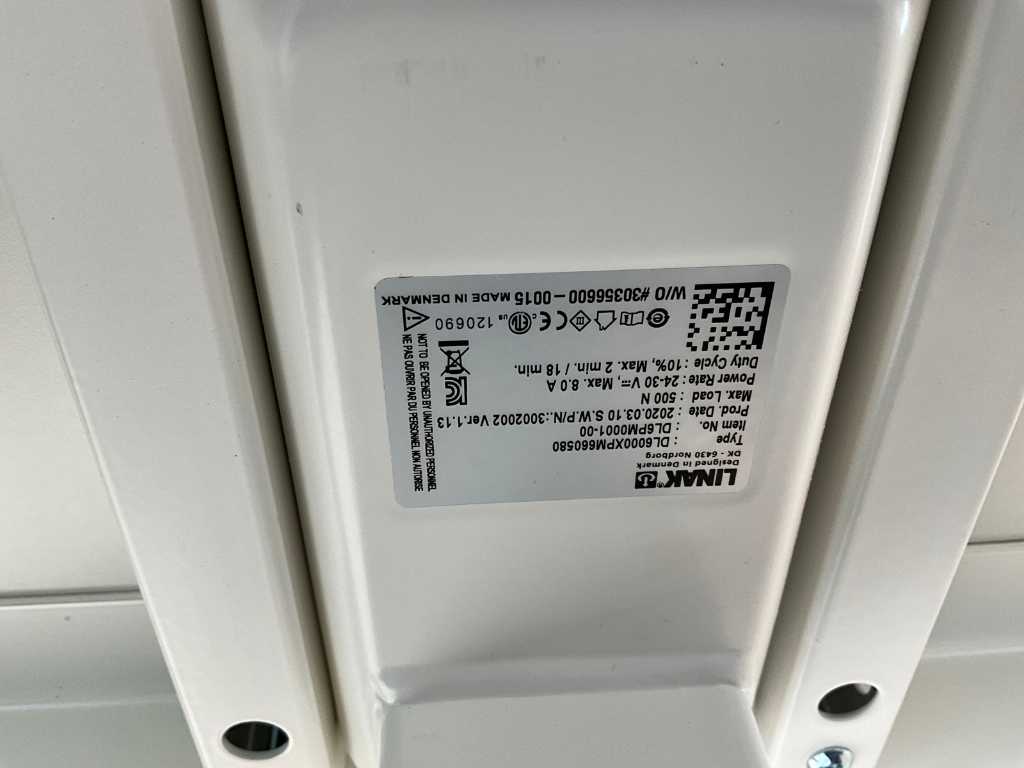 LINAK®
Designed in Denmark
DK - 6430 Nordborg
Type : DL6000XPM660580
Item No. : DL6PM0001-00
Prod. Date : 2020.03.10 S.W.P/N.:3002002 Ver.1.13
Max. Load : 500 N
Power Rate : 24-30 V⎓, Max. 8.0 A
Duty Cycle : 10%, Max. 2 min. / 18 min.
c ETL us 120690
W/O #30356600-0015 MADE IN DENMARK
NOT TO BE OPENED BY UNAUTHORIZED PERSONNEL
NE PAS OUVRIR PAR DU PERSONNEL NON AUTORISE